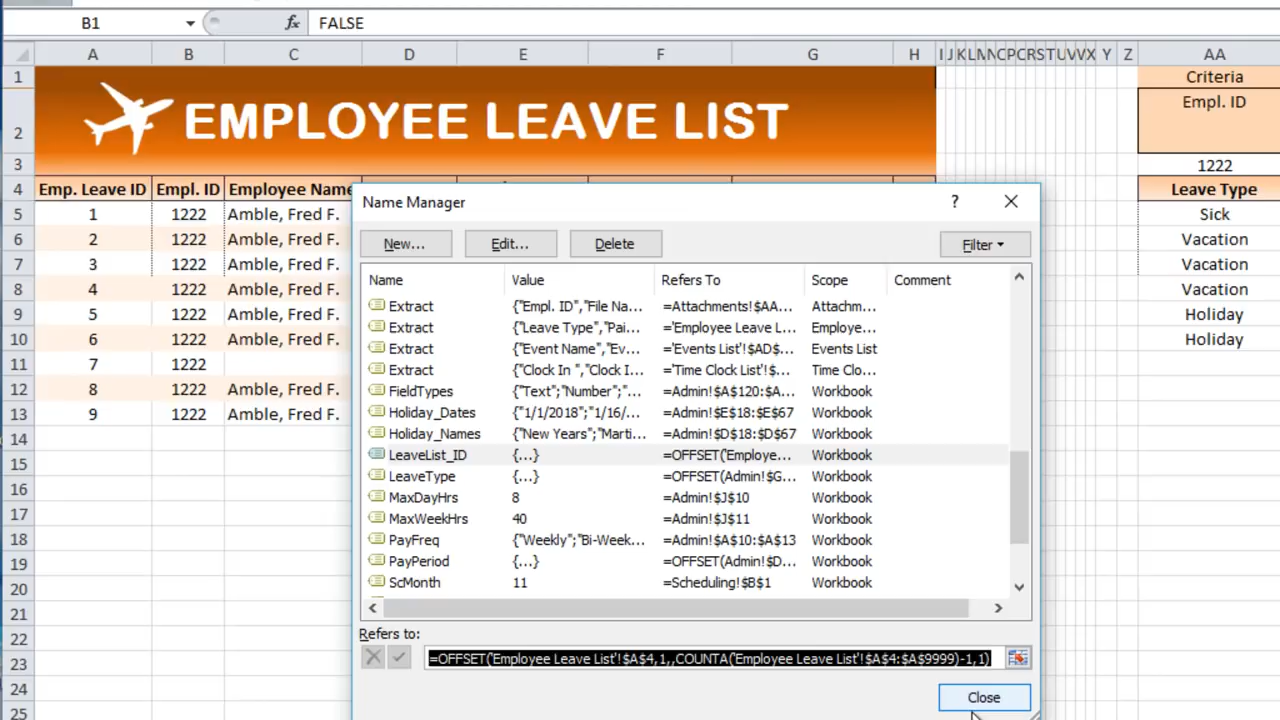 B1 fx FALSE
A B C D E F G H I J K Y Z AA
1 Criteria
EMPLOYEE LEAVE LIST
2 Empl. ID
3 1222
4 Emp. Leave ID Empl. ID Employee Name Leave Type
5 1 1222 Amble, Fred F. Sick
6 2 1222 Amble, Fred F. Vacation
7 3 1222 Amble, Fred F. Vacation
8 4 1222 Amble, Fred F. Vacation
9 5 1222 Amble, Fred F. Holiday
10 6 1222 Amble, Fred F. Holiday
11 7 1222
12 8 1222 Amble, Fred F.
13 9 1222 Amble, Fred F.
14
15
16
17
18
19
20
21
22
23
24
25
Name Manager ? ×
New... Edit... Delete Filter
Name Value Refers To Scope Comment
Extract {"Empl. ID","File Na... =Attachments!$AA... Attachm...
Extract {"Leave Type","Pai... ='Employee Leave L... Employe...
Extract {"Event Name","Ev... ='Events List'!$AD$... Events List
Extract {"Clock In ","Clock I... ='Time Clock List'!$... Time Clo...
FieldTypes {"Text";"Number";"... =Admin!$A$120:$A... Workbook
Holiday_Dates {"1/1/2018";"1/16/... =Admin!$E$18:$E$67 Workbook
Holiday_Names {"New Years";"Marti... =Admin!$D$18:$D$67 Workbook
LeaveList_ID {...} =OFFSET('Employe... Workbook
LeaveType {...} =OFFSET(Admin!$G... Workbook
MaxDayHrs 8 =Admin!$J$10 Workbook
MaxWeekHrs 40 =Admin!$J$11 Workbook
PayFreq {"Weekly";"Bi-Week... =Admin!$A$10:$A$13 Workbook
PayPeriod {...} =OFFSET(Admin!$D... Workbook
ScMonth 11 =Scheduling!$B$1 Workbook
Refers to:
=OFFSET('Employee Leave List'!$A$4,1,,COUNTA('Employee Leave List'!$A$4:$A$9999)-1,1)
Close